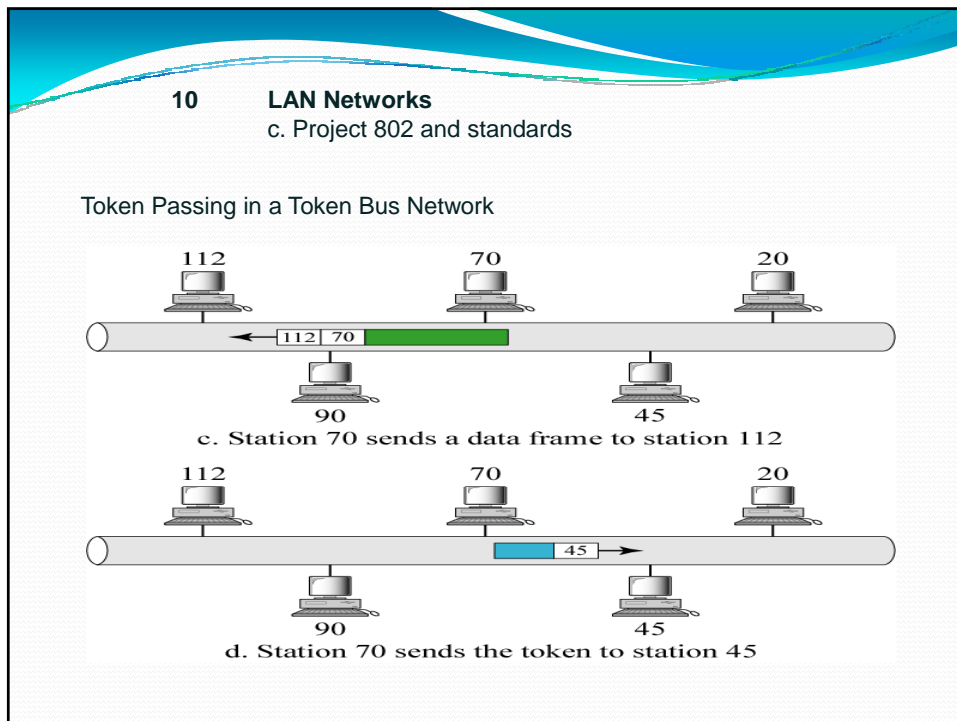 10 LAN Networks
c. Project 802 and standards
Token Passing in a Token Bus Network
112 70 20
112 70
90 45
c. Station 70 sends a data frame to station 112
112 70 20
45
90 45
d. Station 70 sends the token to station 45